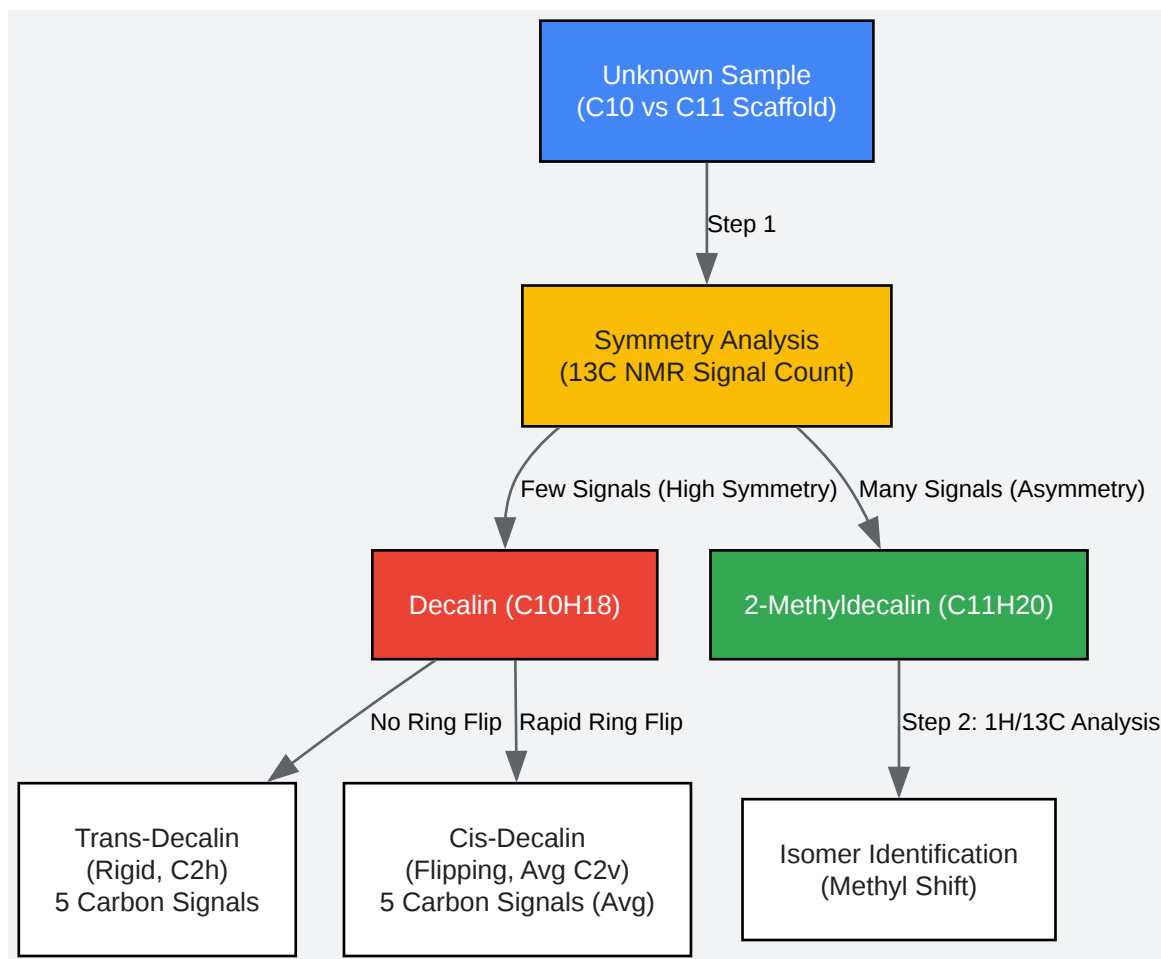 Unknown Sample
(C10 vs C11 Scaffold)
Step 1
Symmetry Analysis
(13C NMR Signal Count)
Few Signals (High Symmetry)
Many Signals (Asymmetry)
Decalin (C10H18)
2-Methyldecalin (C11H20)
No Ring Flip
Rapid Ring Flip
Step 2: 1H/13C Analysis
Trans-Decalin
(Rigid, C2h)
5 Carbon Signals
Cis-Decalin
(Flipping, Avg C2v)
5 Carbon Signals (Avg)
Isomer Identification
(Methyl Shift)